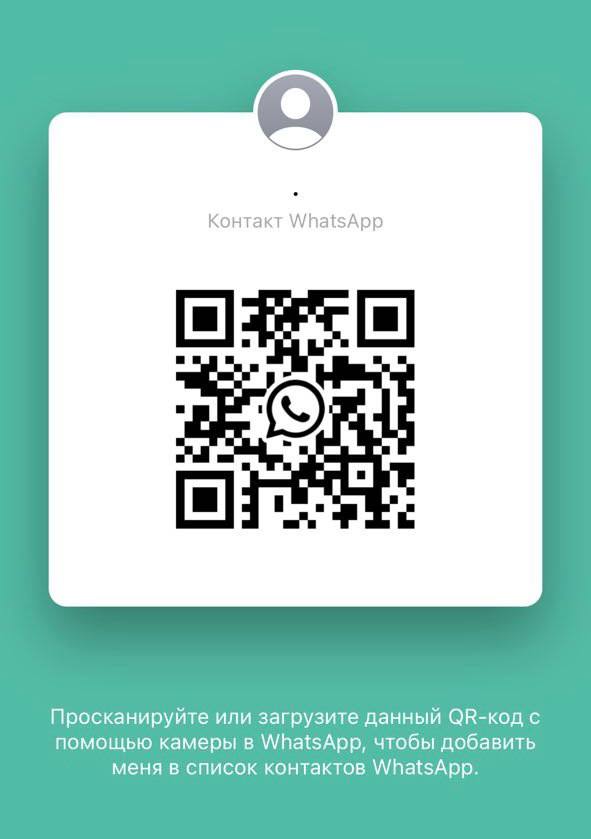 .
Контакт WhatsApp
Просканируйте или загрузите данный QR-код с
помощью камеры в WhatsApp, чтобы добавить
меня в список контактов WhatsApp.